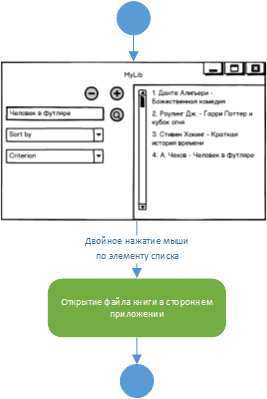 MyLib
Человек в футляре
Sort by
Criterion
1. Данте Алигьери -
Божественная комедия
2. Роулинг Дж. - Гарри Поттер и
кубок огня
3. Стивен Хокинг - Краткая
история времени
4. А. Чехов - Человек в футляре
Двойное нажатие мыши
по элементу списка
Открытие файла книги в стороннем
приложении